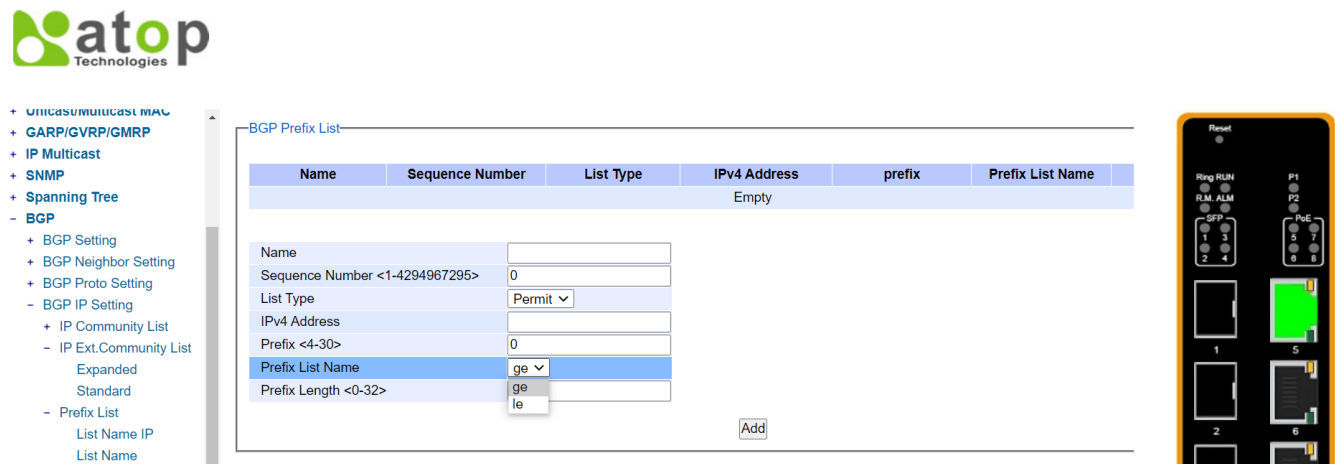 atop
Technologies
+ Unicast/Multicast MAC
+ GARP/GVRP/GMRP
+ IP Multicast
+ SNMP
+ Spanning Tree
− BGP
+ BGP Setting
+ BGP Neighbor Setting
+ BGP Proto Setting
− BGP IP Setting
+ IP Community List
− IP Ext.Community List
Expanded
Standard
− Prefix List
List Name IP
List Name
BGP Prefix List
Name Sequence Number List Type IPv4 Address prefix Prefix List Name
Empty
Name
Sequence Number <1-4294967295> 0
List Type Permit
IPv4 Address
Prefix <4-30> 0
Prefix List Name ge
ge
le
Prefix Length <0-32>
Add
Reset
Ring RUN P1
R.M. ALM P2
SFP PoE
1 3 5 7
2 4 6 8
1 5
2 6